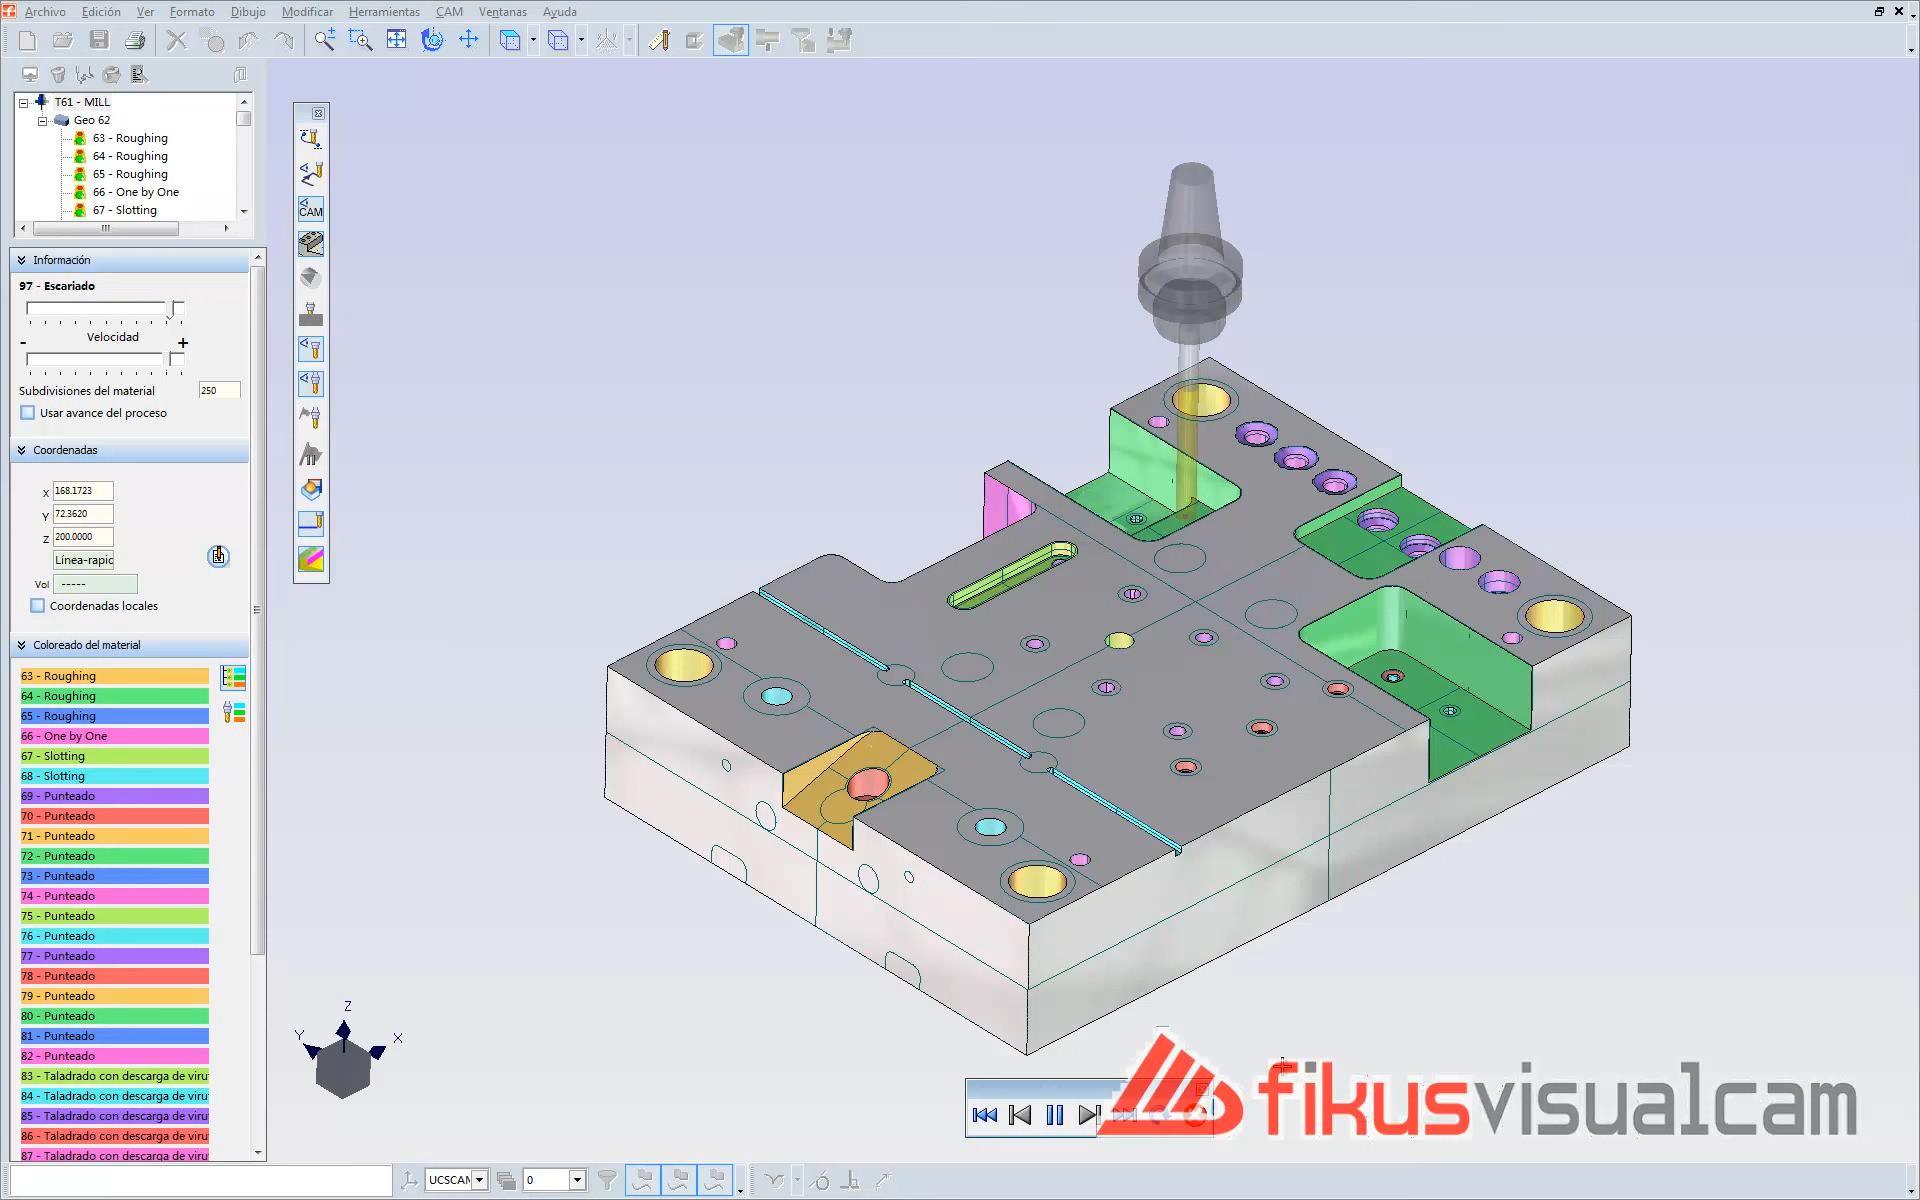 Archivo Edición Ver Formato Dibujo Modificar Herramientas CAM Ventanas Ayuda
T61 - MILL
Geo 62
63 - Roughing
64 - Roughing
65 - Roughing
66 - One by One
67 - Slotting
CAM
Información
97 - Escariado
Velocidad
- +
Subdivisiones del material 250
Usar avance del proceso
Coordenadas
X 168.1723
Y 72.3620
Z 200.0000
Línea-rapic
Vol -----
Coordenadas locales
Coloreado del material
63 - Roughing
64 - Roughing
65 - Roughing
66 - One by One
67 - Slotting
68 - Slotting
69 - Punteado
70 - Punteado
71 - Punteado
72 - Punteado
73 - Punteado
74 - Punteado
75 - Punteado
76 - Punteado
77 - Punteado
78 - Punteado
79 - Punteado
80 - Punteado
81 - Punteado
82 - Punteado
83 - Taladrado con descarga de viru
84 - Taladrado con descarga de viru
85 - Taladrado con descarga de viru
86 - Taladrado con descarga de viru
87 - Taladrado con descarga de viru
Z
Y X
fikusvisualcam
UCSCAM 0